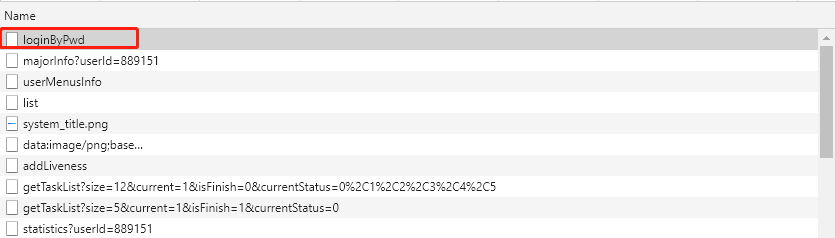 Name
loginByPwd
majorInfo?userId=889151
userMenusInfo
list
system_title.png
data:image/png;base...
addLiveness
getTaskList?size=12&current=1&isFinish=0&currentStatus=0%2C1%2C2%2C3%2C4%2C5
getTaskList?size=5&current=1&isFinish=1&currentStatus=0
statistics?userId=889151